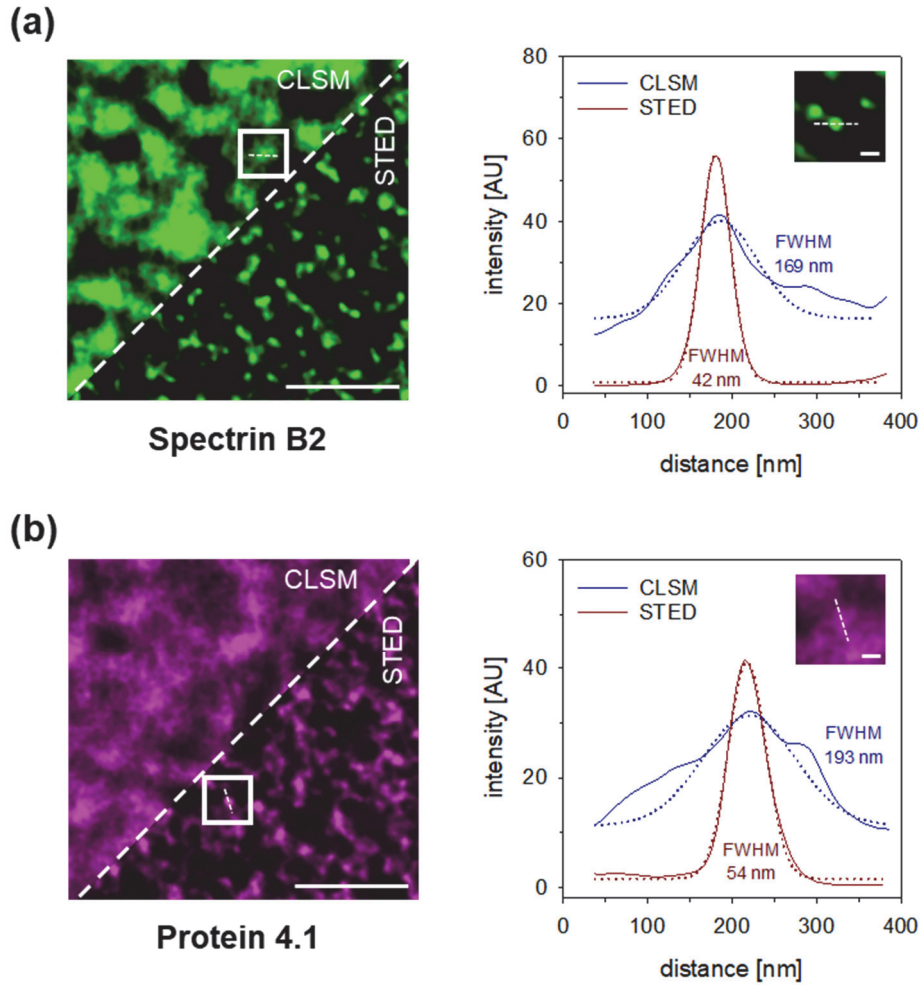 (a)
CLSM
STED
Spectrin B2
80
60
40
20
0
intensity [AU]
CLSM
STED
FWHM
169 nm
FWHM
42 nm
0 100 200 300 400
distance [nm]
(b)
CLSM
STED
Protein 4.1
60
40
20
0
intensity [AU]
CLSM
STED
FWHM
193 nm
FWHM
54 nm
0 100 200 300 400
distance [nm]